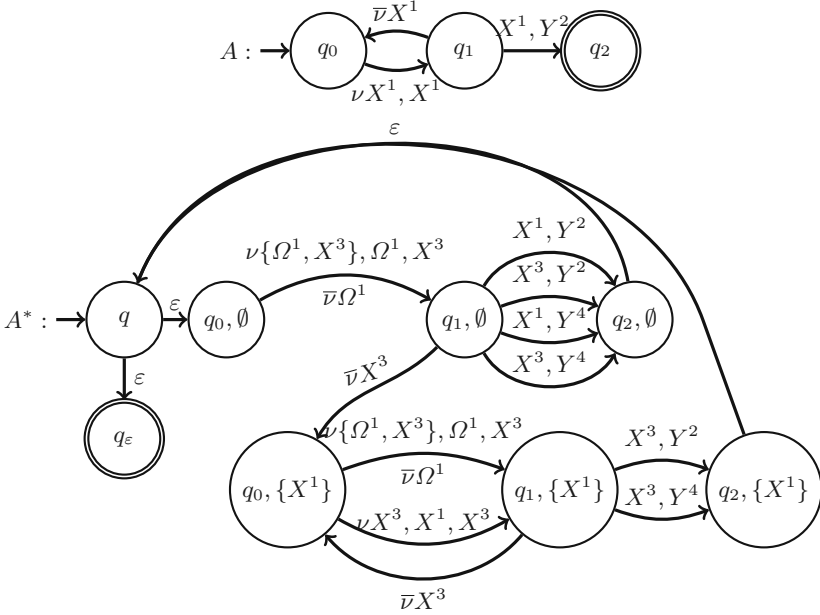 A :
q₀
ν̅X¹
νX¹, X¹
q₁
X¹, Y²
q₂
ε
A* :
q
ε
q₀, ∅
ν{Ω¹, X³}, Ω¹, X³
ν̅Ω¹
q₁, ∅
X¹, Y²
X³, Y²
X¹, Y⁴
X³, Y⁴
q₂, ∅
ε
q_ε
ν̅X³
q₀, {X¹}
ν{Ω¹, X³}, Ω¹, X³
ν̅Ω¹
νX³, X¹, X³
ν̅X³
q₁, {X¹}
X³, Y²
X³, Y⁴
q₂, {X¹}